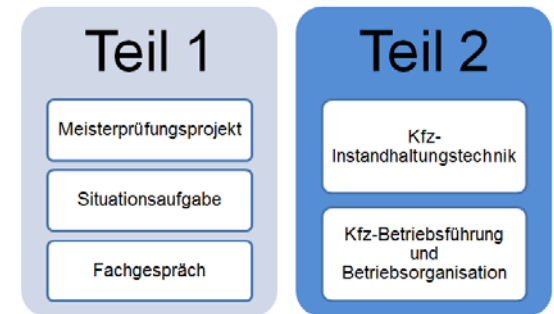 Teil 1
Meisterprüfungsprojekt
Situationsaufgabe
Fachgespräch
Teil 2
Kfz-
Instandhaltungstechnik
Kfz-Betriebsführung
und
Betriebsorganisation